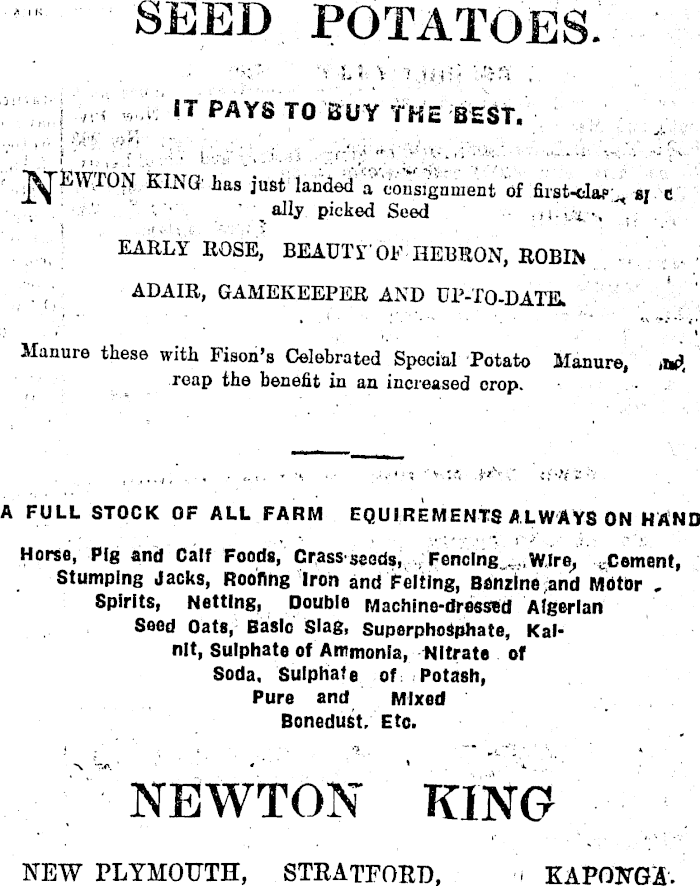 SEED POTATOES.
IT PAYS TO BUY THE BEST.
NEWTON KING has just landed a consignment of first-clas
ally picked Seed
EARLY ROSE, BEAUTY OF HEBRON, ROBIN
ADAIR, GAMEKEEPER AND UP-TO-DATE.
Manure these with Fison's Celebrated Special Potato Manure, and
reap the benefit in an increased crop.
A FULL STOCK OF ALL FARM EQUIREMENTS ALWAYS ON HAND
Horse, Pig and Calf Foods, Grass seeds, Fencing Wire, Cement,
Stumping Jacks, Roofing Iron and Felting, Benzine and Motor
Spirits, Netting, Double Machine-dressed Algerian
Seed Oats, Basic Slag, Superphosphate, Kai-
nit, Sulphate of Ammonia, Nitrate of
Soda, Sulphate of Potash,
Pure and Mixed
Bonedust. Etc.
NEWTON KING
NEW PLYMOUTH, STRATFORD, KAPONGA.